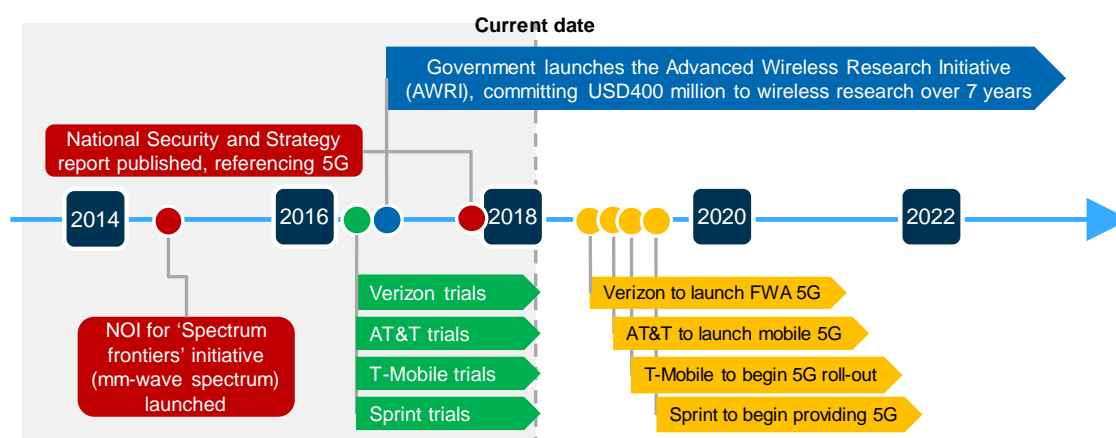 Current date
Government launches the Advanced Wireless Research Initiative
(AWRI), committing USD400 million to wireless research over 7 years
National Security and Strategy
report published, referencing 5G
2014
2016
2018
2020
2022
NOI for ‘Spectrum
frontiers’ initiative
(mm-wave spectrum)
launched
Verizon trials
AT&T trials
T-Mobile trials
Sprint trials
Verizon to launch FWA 5G
AT&T to launch mobile 5G
T-Mobile to begin 5G roll-out
Sprint to begin providing 5G